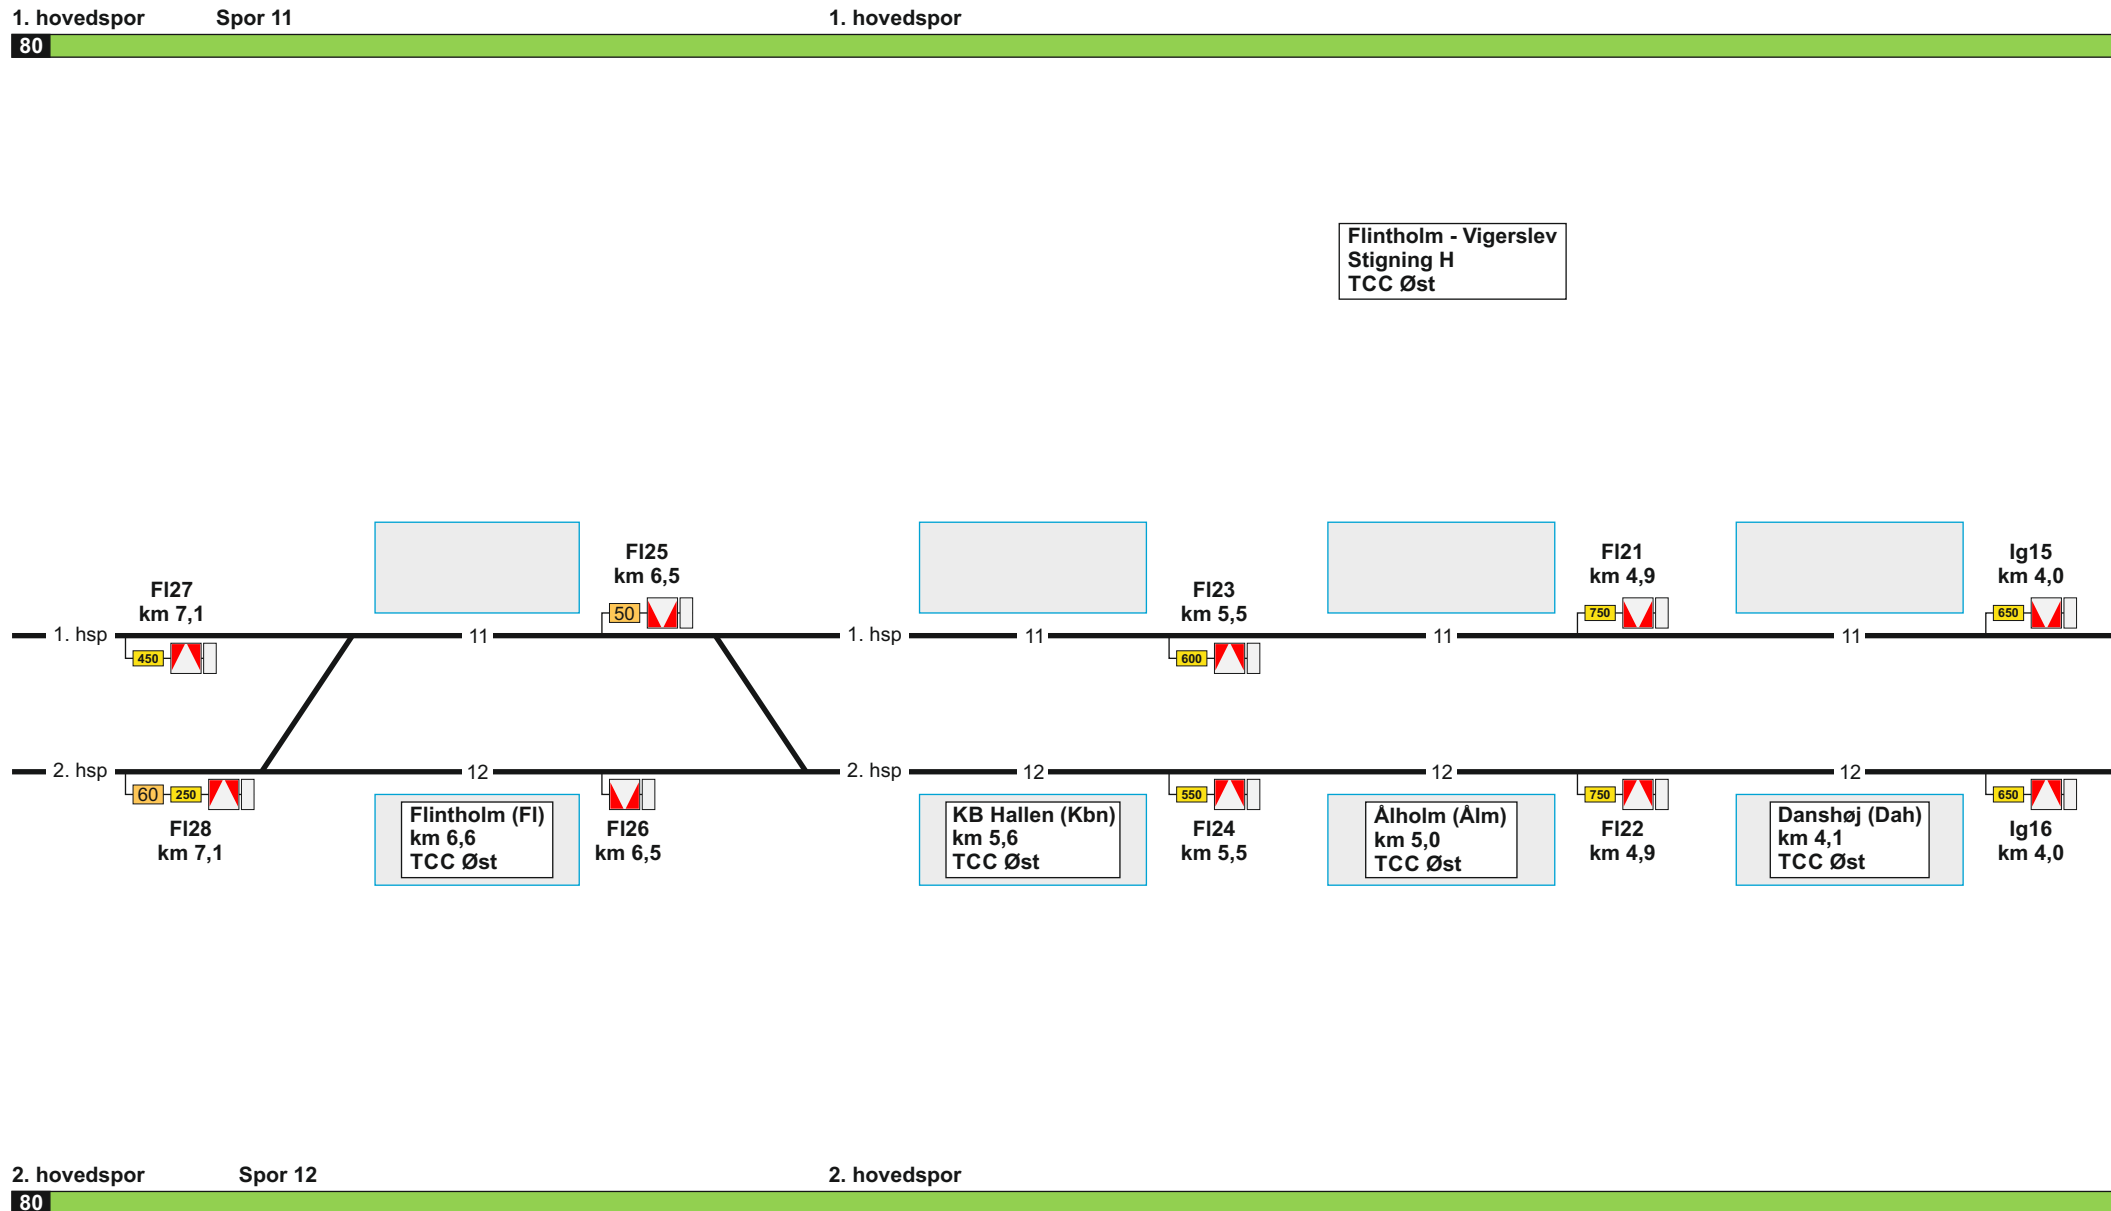 1. hovedspor Spor 11 1. hovedspor
80
Flintholm - Vigerslev
Stigning H
TCC Øst
Fl27
km 7,1
Fl25
km 6,5
Fl23
km 5,5
Fl21
km 4,9
Ig15
km 4,0
50
750
650
1. hsp 11 1. hsp 11 11 11
450
600
2. hsp 12 2. hsp 12 12 12
60 250
550
750
650
Fl28
km 7,1
Flintholm (Fl)
km 6,6
TCC Øst
Fl26
km 6,5
KB Hallen (Kbn)
km 5,6
TCC Øst
Fl24
km 5,5
Ålholm (Ålm)
km 5,0
TCC Øst
Fl22
km 4,9
Danshøj (Dah)
km 4,1
TCC Øst
Ig16
km 4,0
2. hovedspor Spor 12 2. hovedspor
80